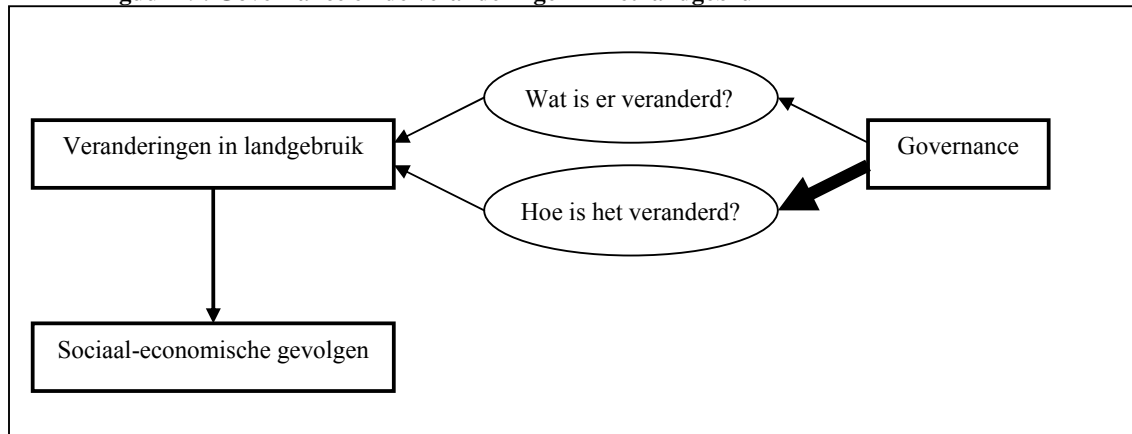 Wat is er veranderd?
Veranderingen in landgebruik
Governance
Hoe is het veranderd?
Sociaal-economische gevolgen